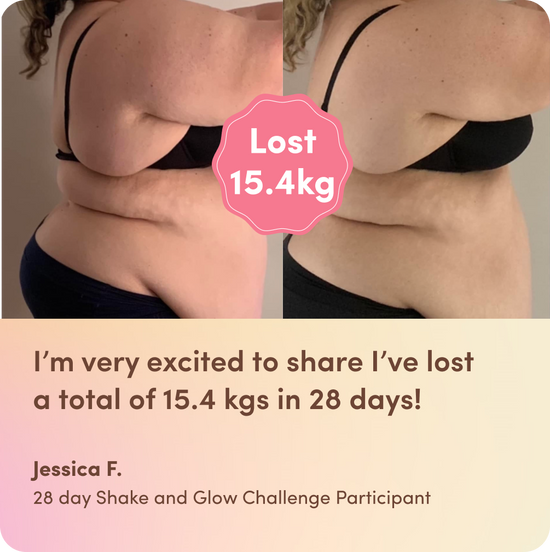 Lost
15.4kg
I’m very excited to share I’ve lost
a total of 15.4 kgs in 28 days!
Jessica F.
28 day Shake and Glow Challenge Participant